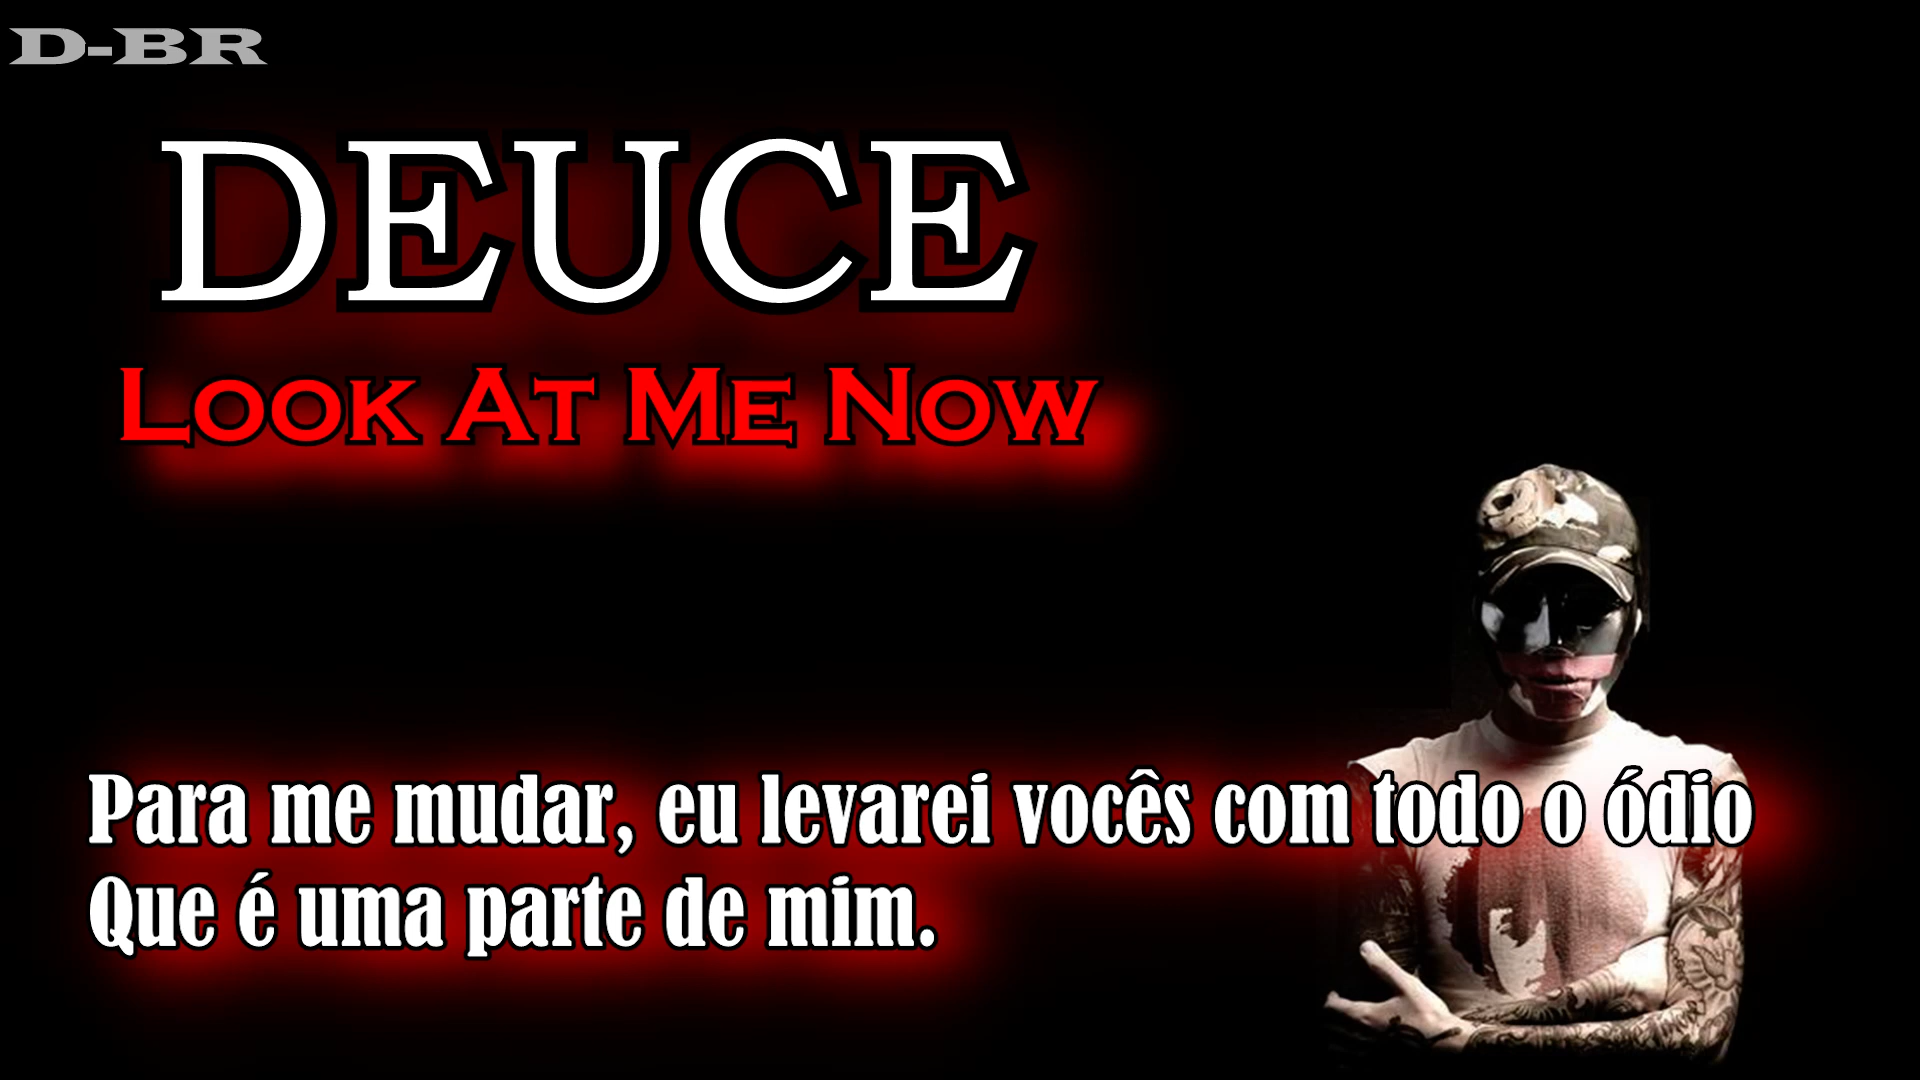 D-BR
DEUCE
Look At Me Now
Para me mudar, eu levarei vocês com todo o ódio
Que é uma parte de mim.